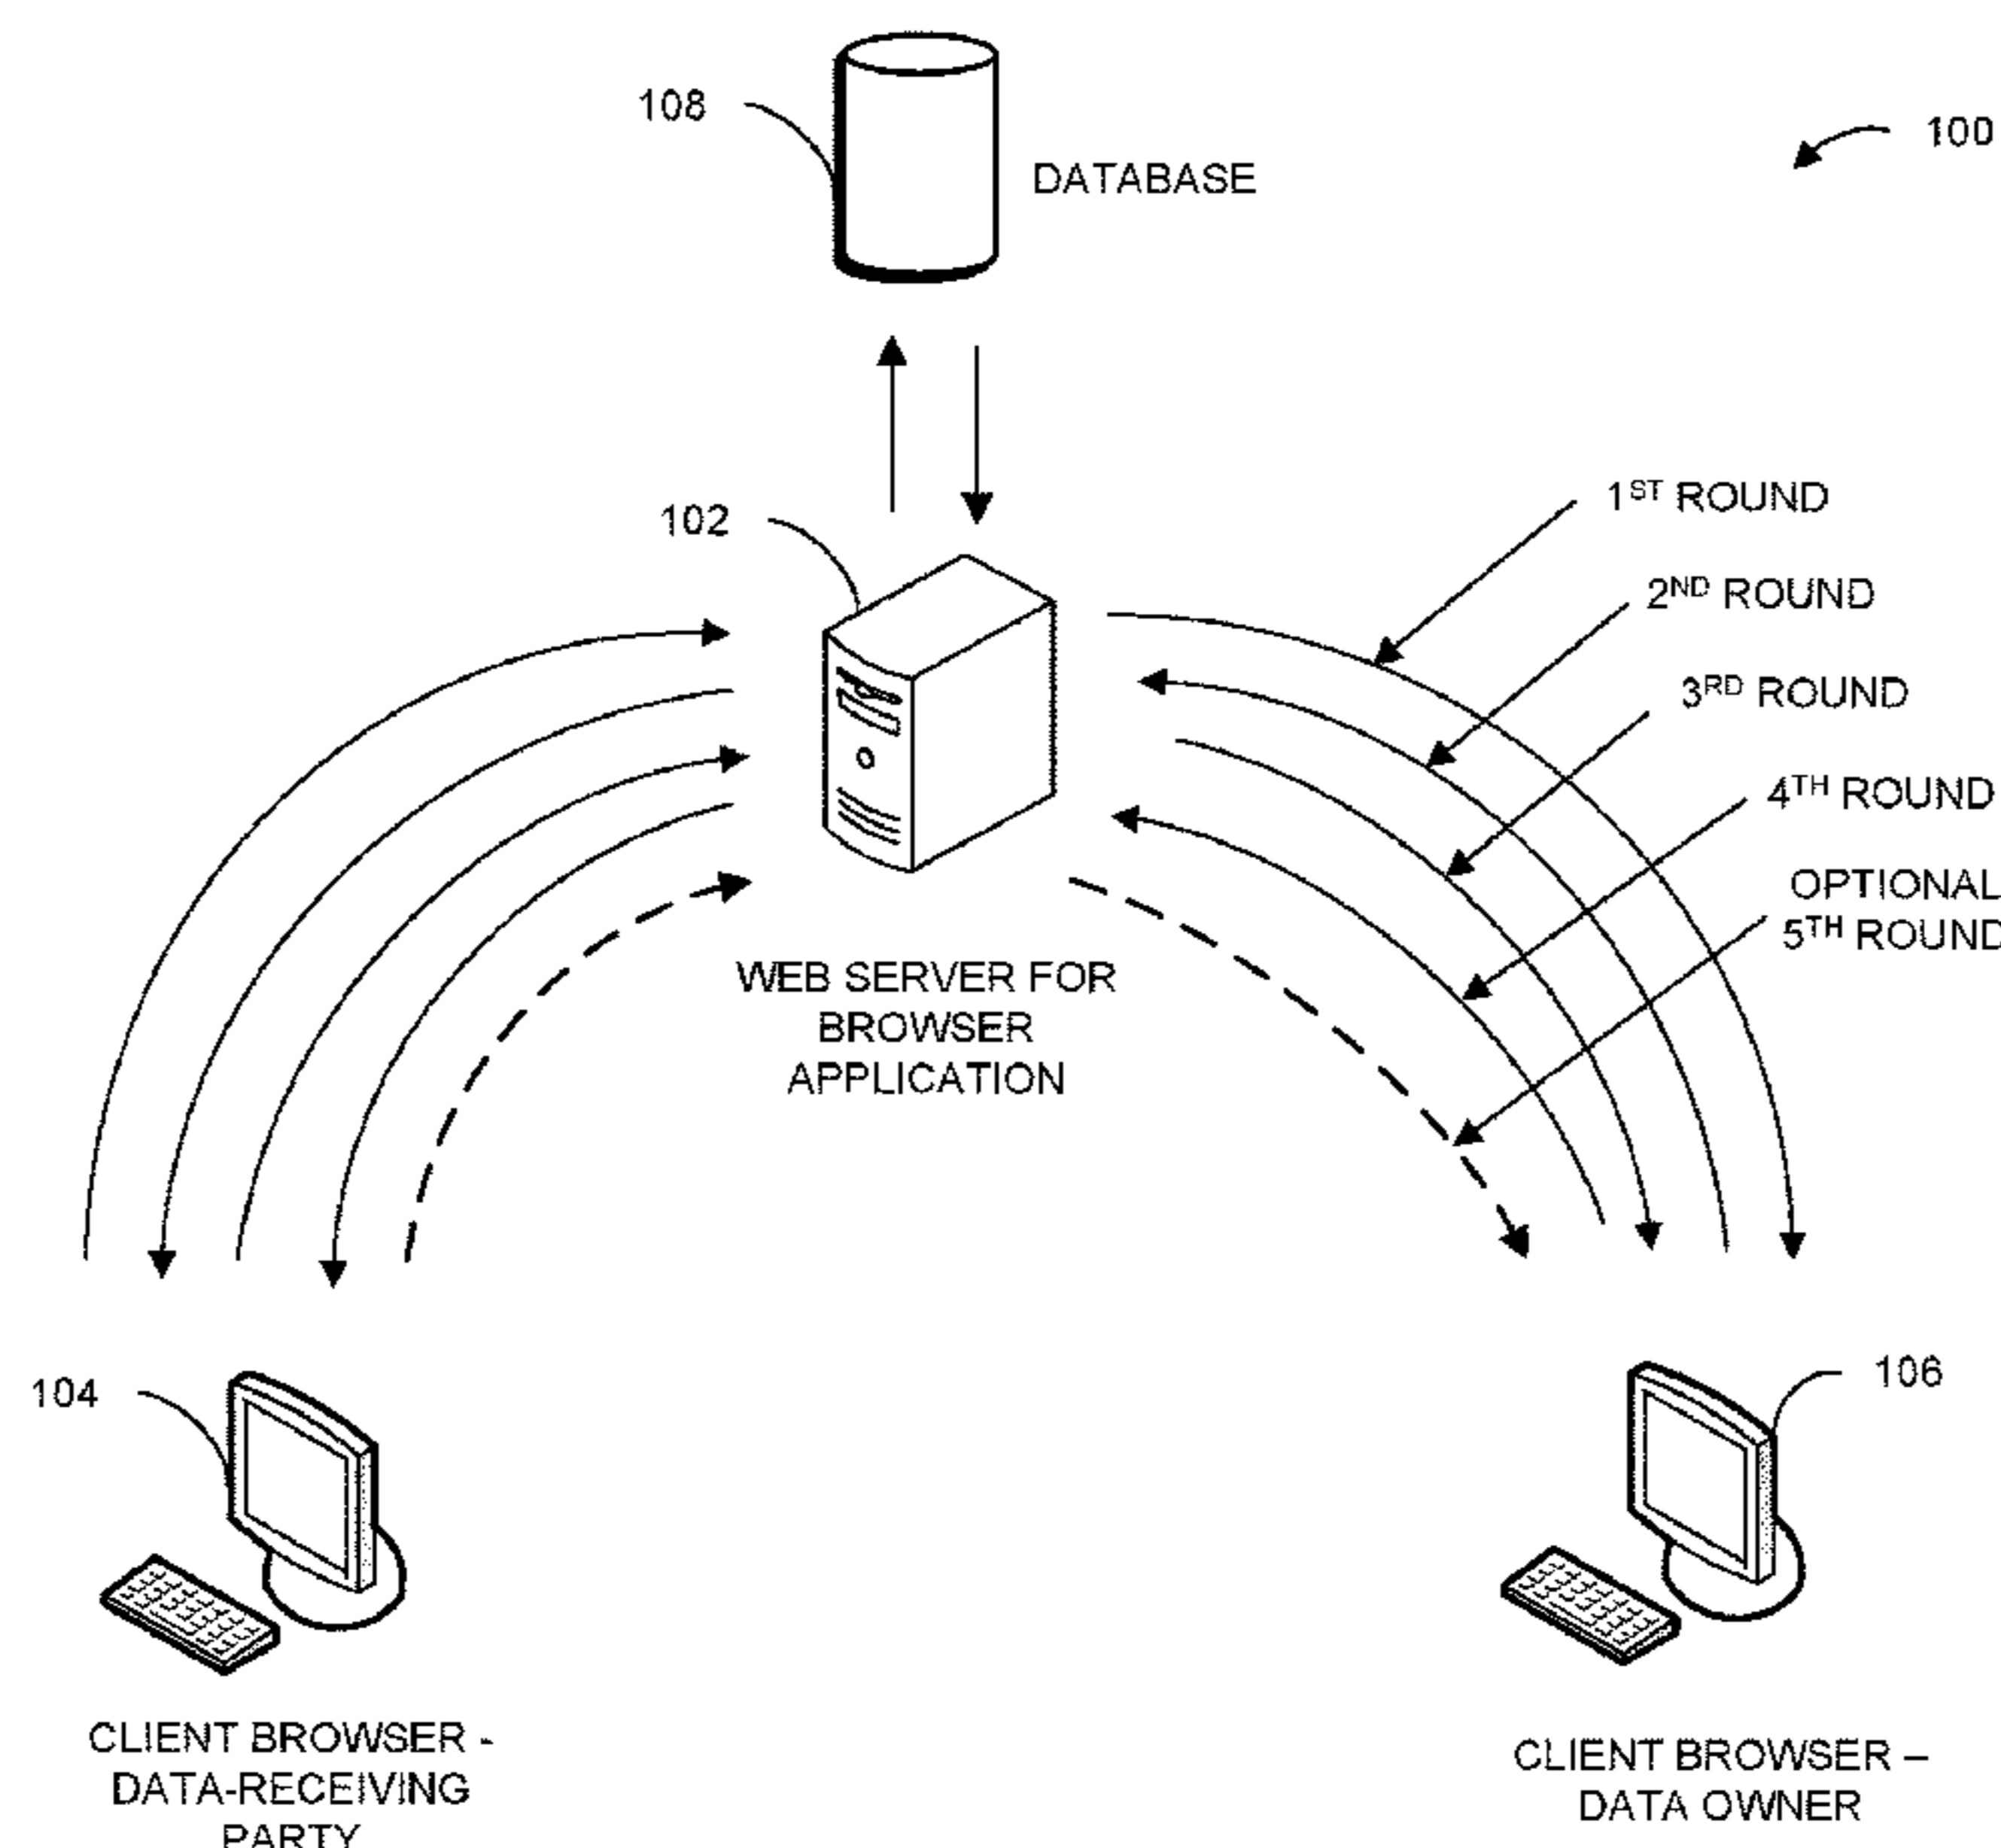 108
DATABASE
100
102
1ST ROUND
2ND ROUND
3RD ROUND
4TH ROUND
OPTIONAL
5TH ROUND
WEB SERVER FOR
BROWSER
APPLICATION
104
106
CLIENT BROWSER -
DATA-RECEIVING
PARTY
CLIENT BROWSER –
DATA OWNER